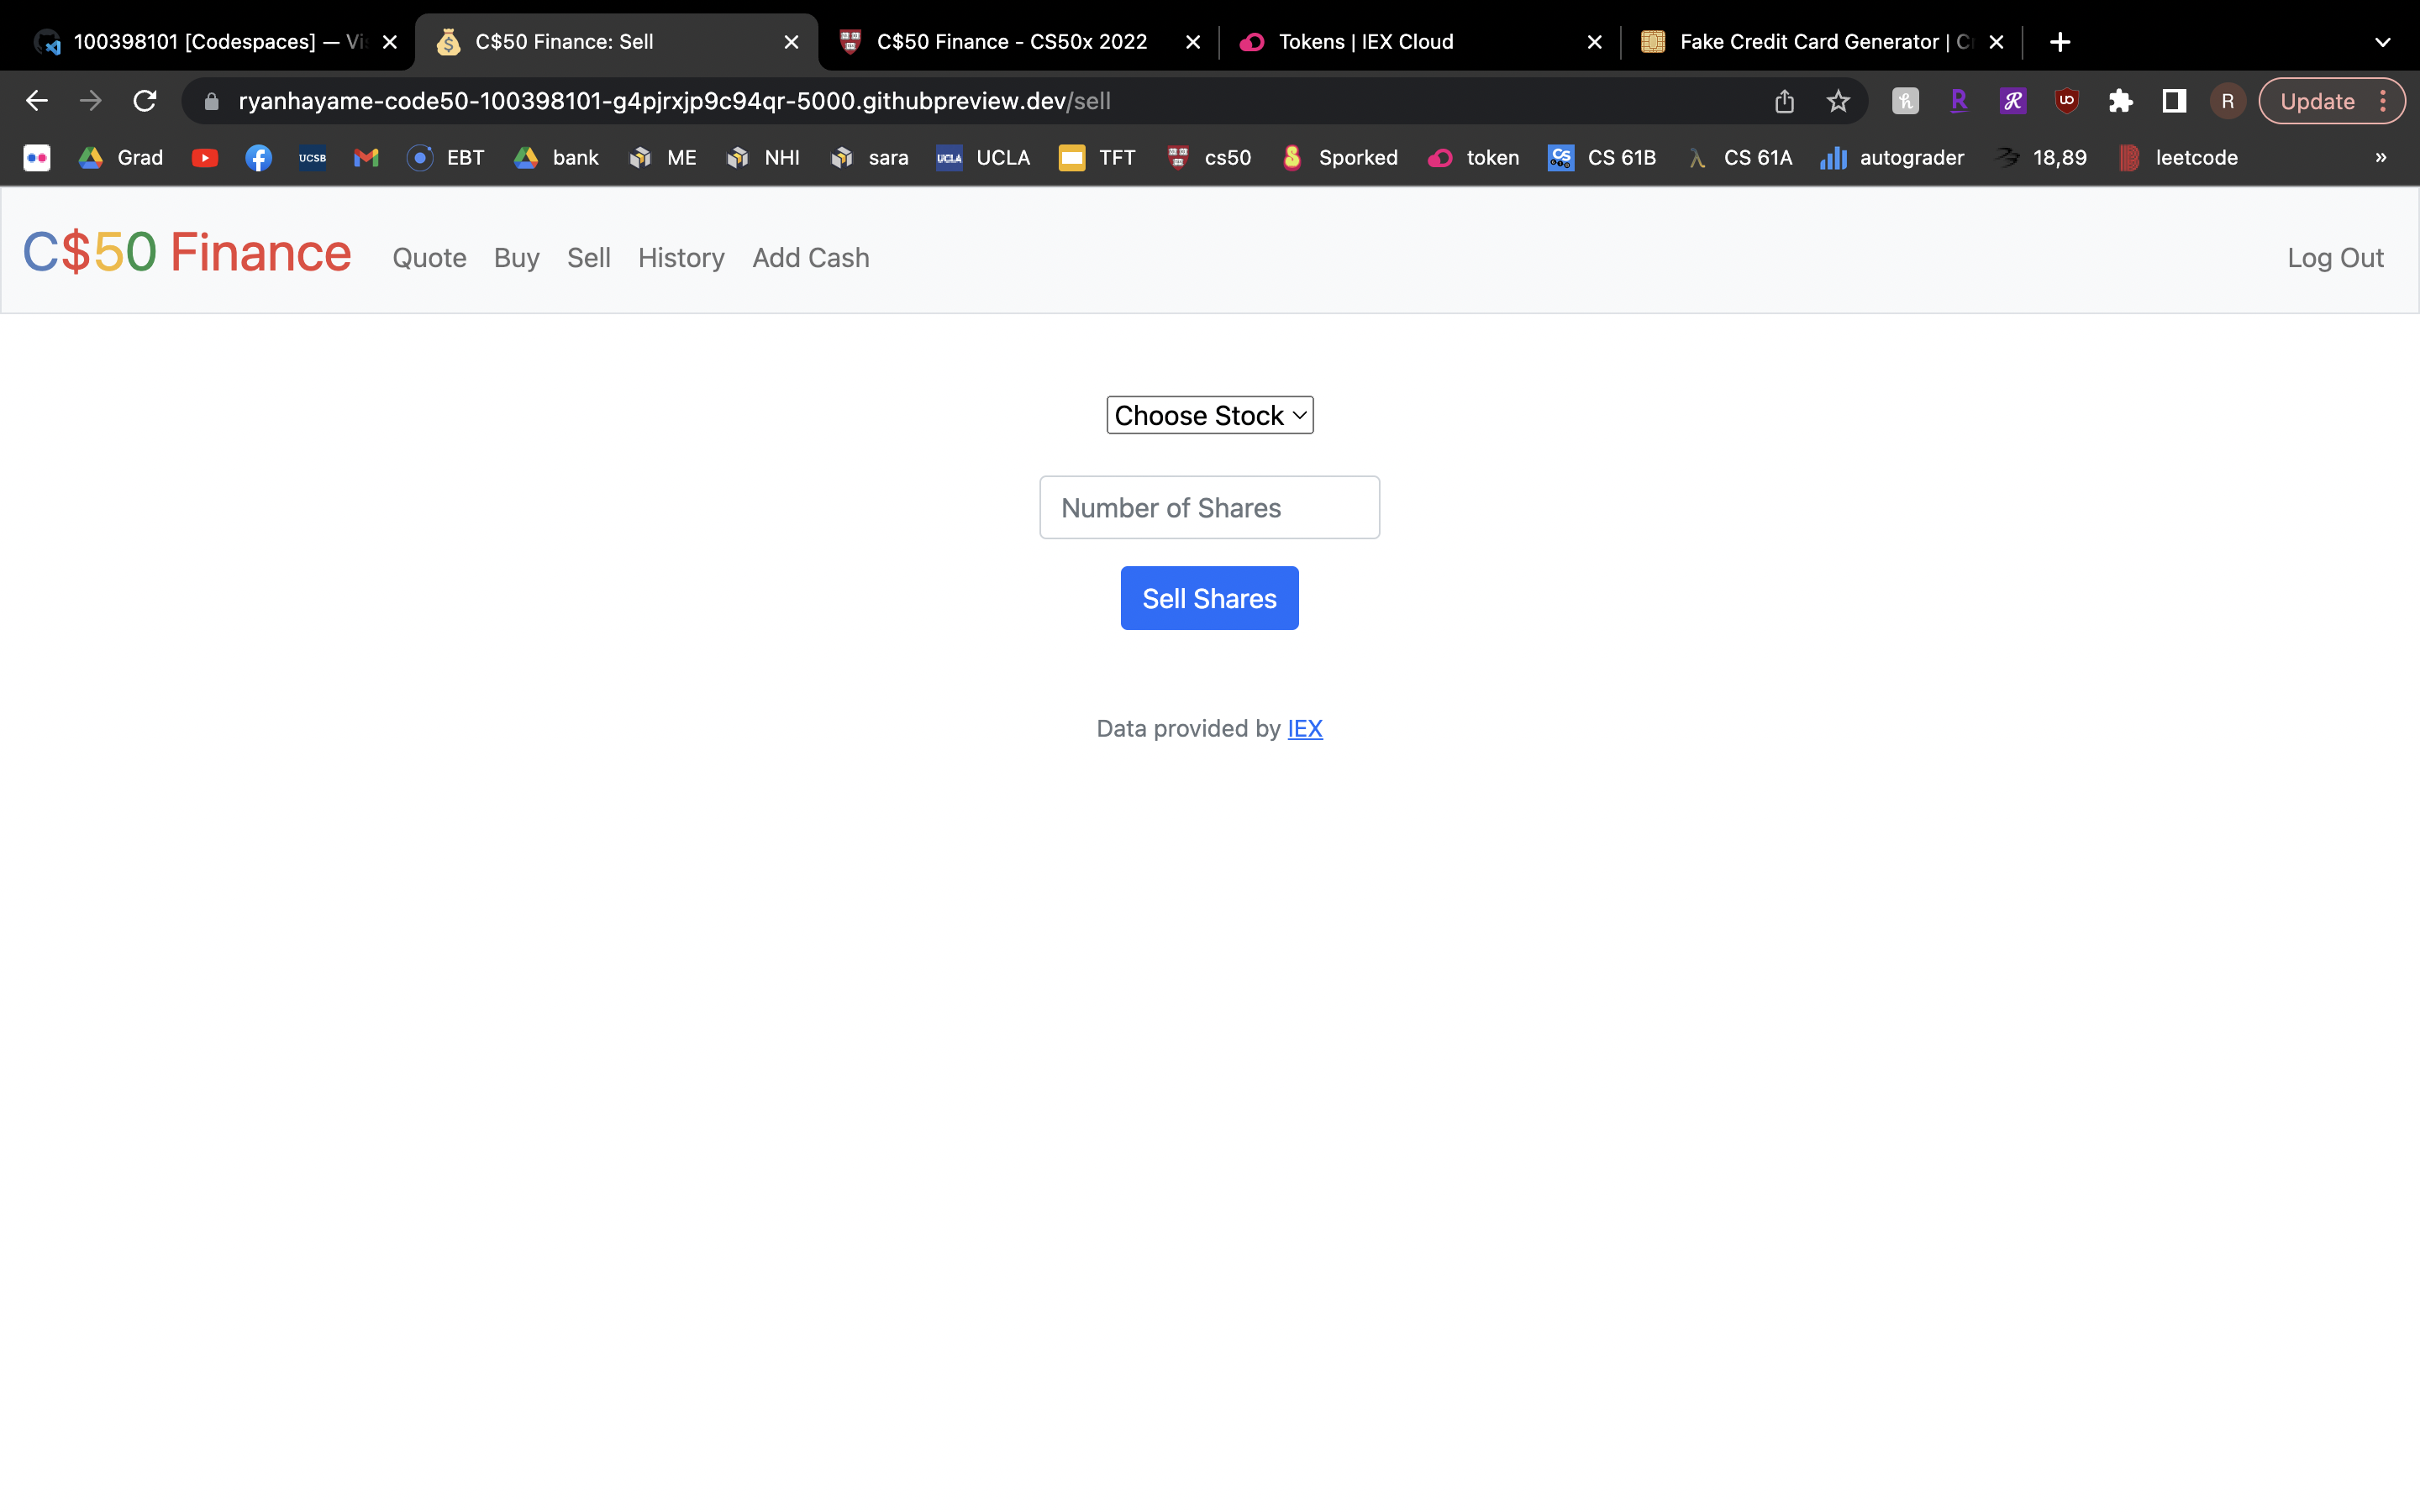 100398101 [Codespaces] — Vis
C$50 Finance: Sell
C$50 Finance - CS50x 2022
Tokens | IEX Cloud
Fake Credit Card Generator | C
ryanhayame-code50-100398101-g4pjrxjp9c94qr-5000.githubpreview.dev/sell
R
Update
Grad
UCSB
EBT
bank
ME
NHI
sara
UCLA UCLA
TFT
cs50
Sporked
token
CS CS 61B
CS 61A
autograder
18,89
leetcode
»
C$50 Finance
Quote
Buy
Sell
History
Add Cash
Log Out
Choose Stock
Number of Shares
Sell Shares
Data provided by IEX